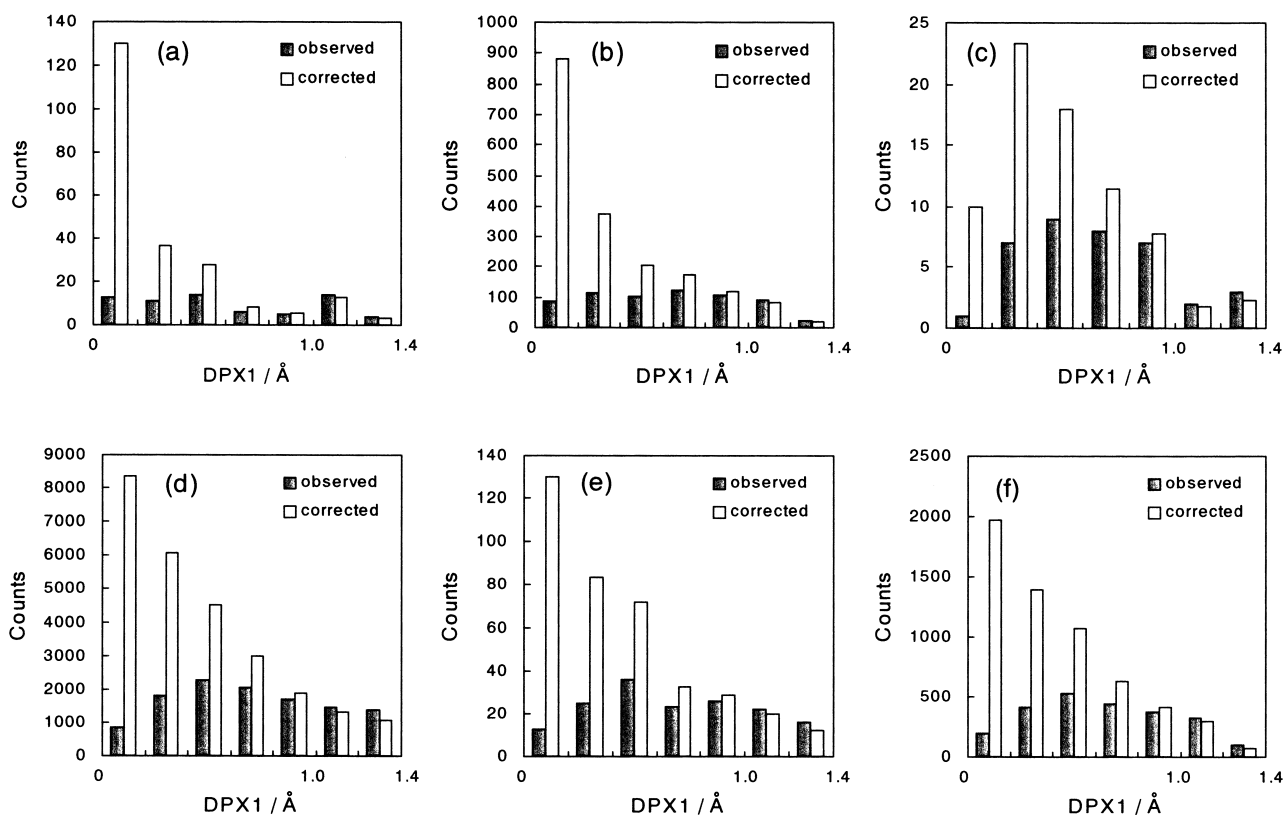 140
120
100
80
60
40
20
0
Counts
(a)
observed
corrected
0
1.0
1.4
DPX1 / Å
1000
900
800
700
600
500
400
300
200
100
0
Counts
(b)
observed
corrected
0
1.0
1.4
DPX1 / Å
25
20
15
10
5
0
Counts
(c)
observed
corrected
0
1.0
1.4
DPX1 / Å
9000
8000
7000
6000
5000
4000
3000
2000
1000
0
Counts
(d)
observed
corrected
0
1.0
1.4
DPX1 / Å
140
120
100
80
60
40
20
0
Counts
(e)
observed
corrected
0
1.0
1.4
DPX1 / Å
2500
2000
1500
1000
500
0
Counts
(f)
observed
corrected
0
1.0
1.4
DPX1 / Å